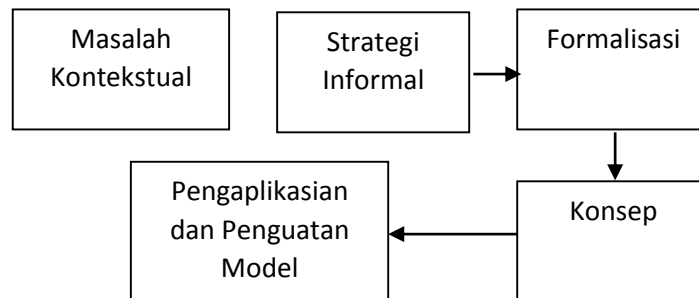 Masalah
Kontekstual
Strategi
Informal
Formalisasi
Konsep
Pengaplikasian
dan Penguatan
Model